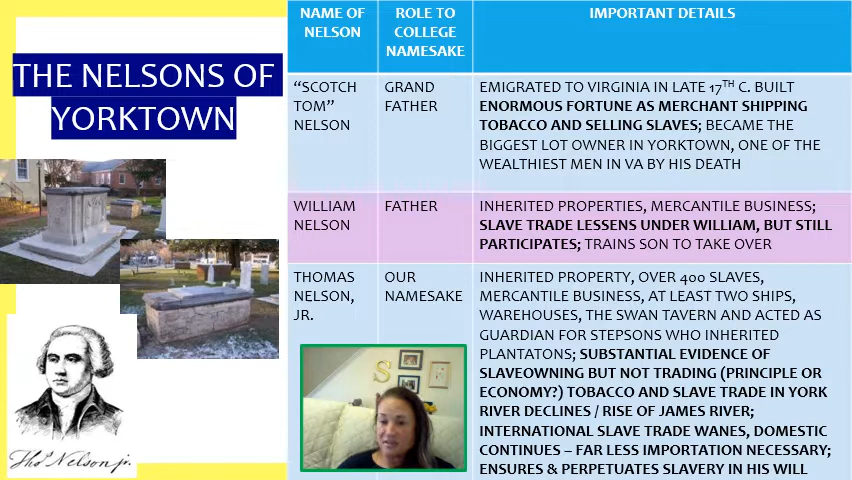 THE NELSONS OF
YORKTOWN
Thos Nelson jr.
NAME OF
NELSON
ROLE TO
COLLEGE
NAMESAKE
IMPORTANT DETAILS
“SCOTCH
TOM”
NELSON
GRAND
FATHER
EMIGRATED TO VIRGINIA IN LATE 17TH C. BUILT
ENORMOUS FORTUNE AS MERCHANT SHIPPING
TOBACCO AND SELLING SLAVES; BECAME THE
BIGGEST LOT OWNER IN YORKTOWN, ONE OF THE
WEALTHIEST MEN IN VA BY HIS DEATH
WILLIAM
NELSON
FATHER
INHERITED PROPERTIES, MERCANTILE BUSINESS;
SLAVE TRADE LESSENS UNDER WILLIAM, BUT STILL
PARTICIPATES; TRAINS SON TO TAKE OVER
THOMAS
NELSON,
JR.
OUR
NAMESAKE
INHERITED PROPERTY, OVER 400 SLAVES,
MERCANTILE BUSINESS, AT LEAST TWO SHIPS,
WAREHOUSES, THE SWAN TAVERN AND ACTED AS
GUARDIAN FOR STEPSONS WHO INHERITED
PLANTATONS; SUBSTANTIAL EVIDENCE OF
SLAVEOWNING BUT NOT TRADING (PRINCIPLE OR
ECONOMY?) TOBACCO AND SLAVE TRADE IN YORK
RIVER DECLINES / RISE OF JAMES RIVER;
INTERNATIONAL SLAVE TRADE WANES, DOMESTIC
CONTINUES – FAR LESS IMPORTATION NECESSARY;
ENSURES & PERPETUATES SLAVERY IN HIS WILL
S